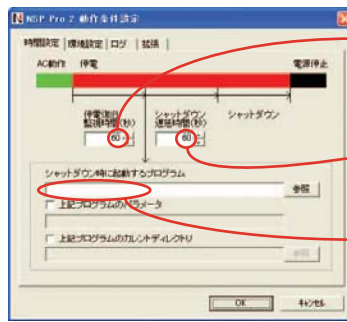 NSP Pro 2 動作条件設定
時間設定 環境設定 ログ 拡張
AC動作 停電 電源停止
停電復旧 シャットダウン シャットダウン
監視時間(秒) 遅延時間(秒)
60 60
シャットダウン時に起動するプログラム
参照
上記プログラムのパラメータ
上記プログラムのカレントディレクトリ
参照
OK キャンセル